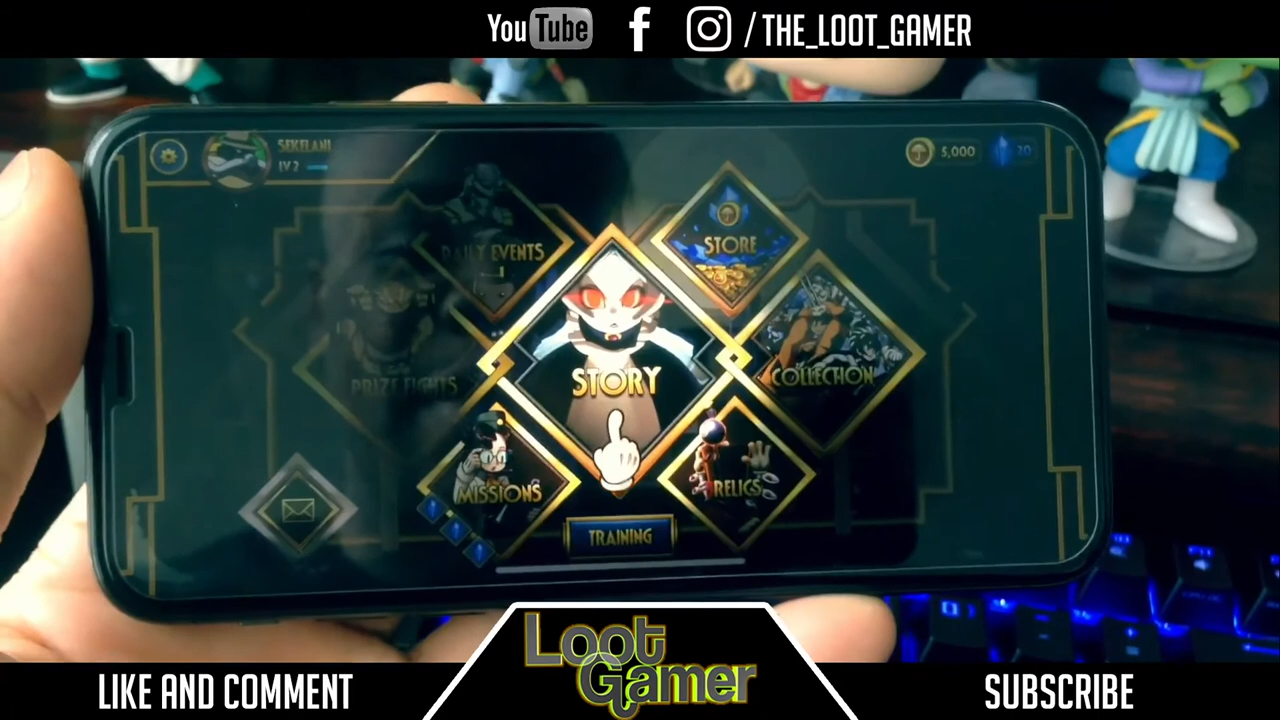 YouTube f / THE_LOOT_GAMER
SEKELANI
LV 2
5,000
30
DAILY EVENTS
STORE
PRIZE FIGHTS
STORY
COLLECTION
MISSIONS
RELICS
TRAINING
Loot
Gamer
LIKE AND COMMENT
SUBSCRIBE